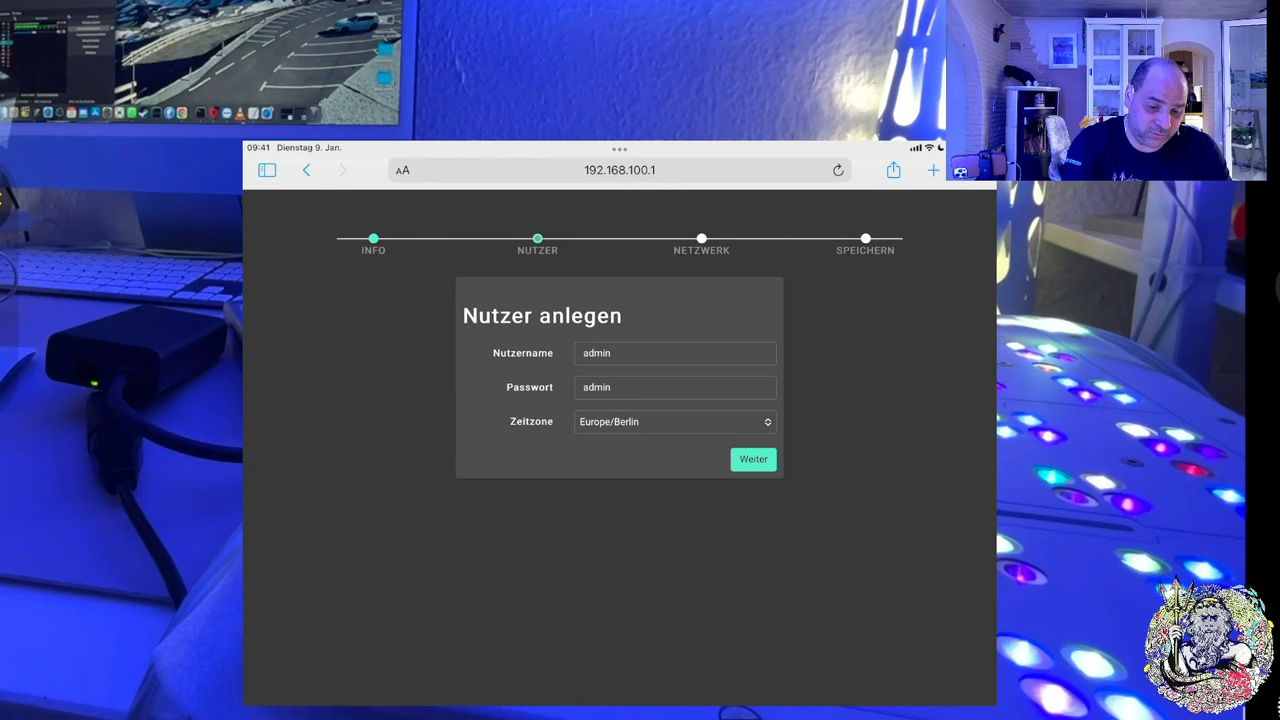 09:41 Dienstag 9. Jan.
AA
192.168.100.1
INFO
NUTZER
NETZWERK
SPEICHERN
Nutzer anlegen
Nutzername
admin
Passwort
admin
Zeitzone
Europe/Berlin
Weiter